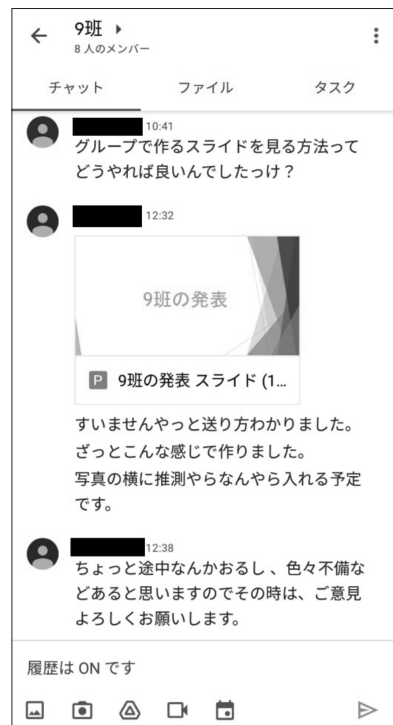 9班
8 人のメンバー
チャット
ファイル
タスク
10:41
グループで作るスライドを見る方法って
どうやれば良いんでしたっけ？
12:32
9班の発表
P 9班の発表 スライド (1...
すいませんやっと送り方わかりました。
ざっとこんな感じで作りました。
写真の横に推測やらなんやら入れる予定
です。
12:38
ちょっと途中なんかおるし 、色々不備な
どあると思いますのでその時は、ご意見
よろしくお願いします。
履歴は ON です